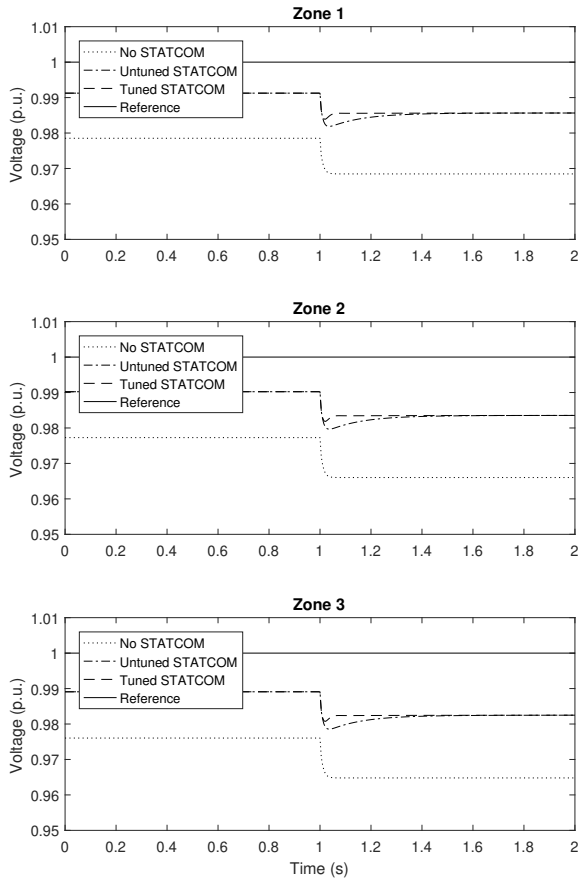 Zone 1
1.01
1
0.99
0.98
0.97
0.96
0.95
Voltage (p.u.)
No STATCOM
Untuned STATCOM
Tuned STATCOM
Reference
0 0.2 0.4 0.6 0.8 1 1.2 1.4 1.6 1.8 2
Zone 2
1.01
1
0.99
0.98
0.97
0.96
0.95
Voltage (p.u.)
No STATCOM
Untuned STATCOM
Tuned STATCOM
Reference
0 0.2 0.4 0.6 0.8 1 1.2 1.4 1.6 1.8 2
Zone 3
1.01
1
0.99
0.98
0.97
0.96
0.95
Voltage (p.u.)
No STATCOM
Untuned STATCOM
Tuned STATCOM
Reference
0 0.2 0.4 0.6 0.8 1 1.2 1.4 1.6 1.8 2
Time (s)